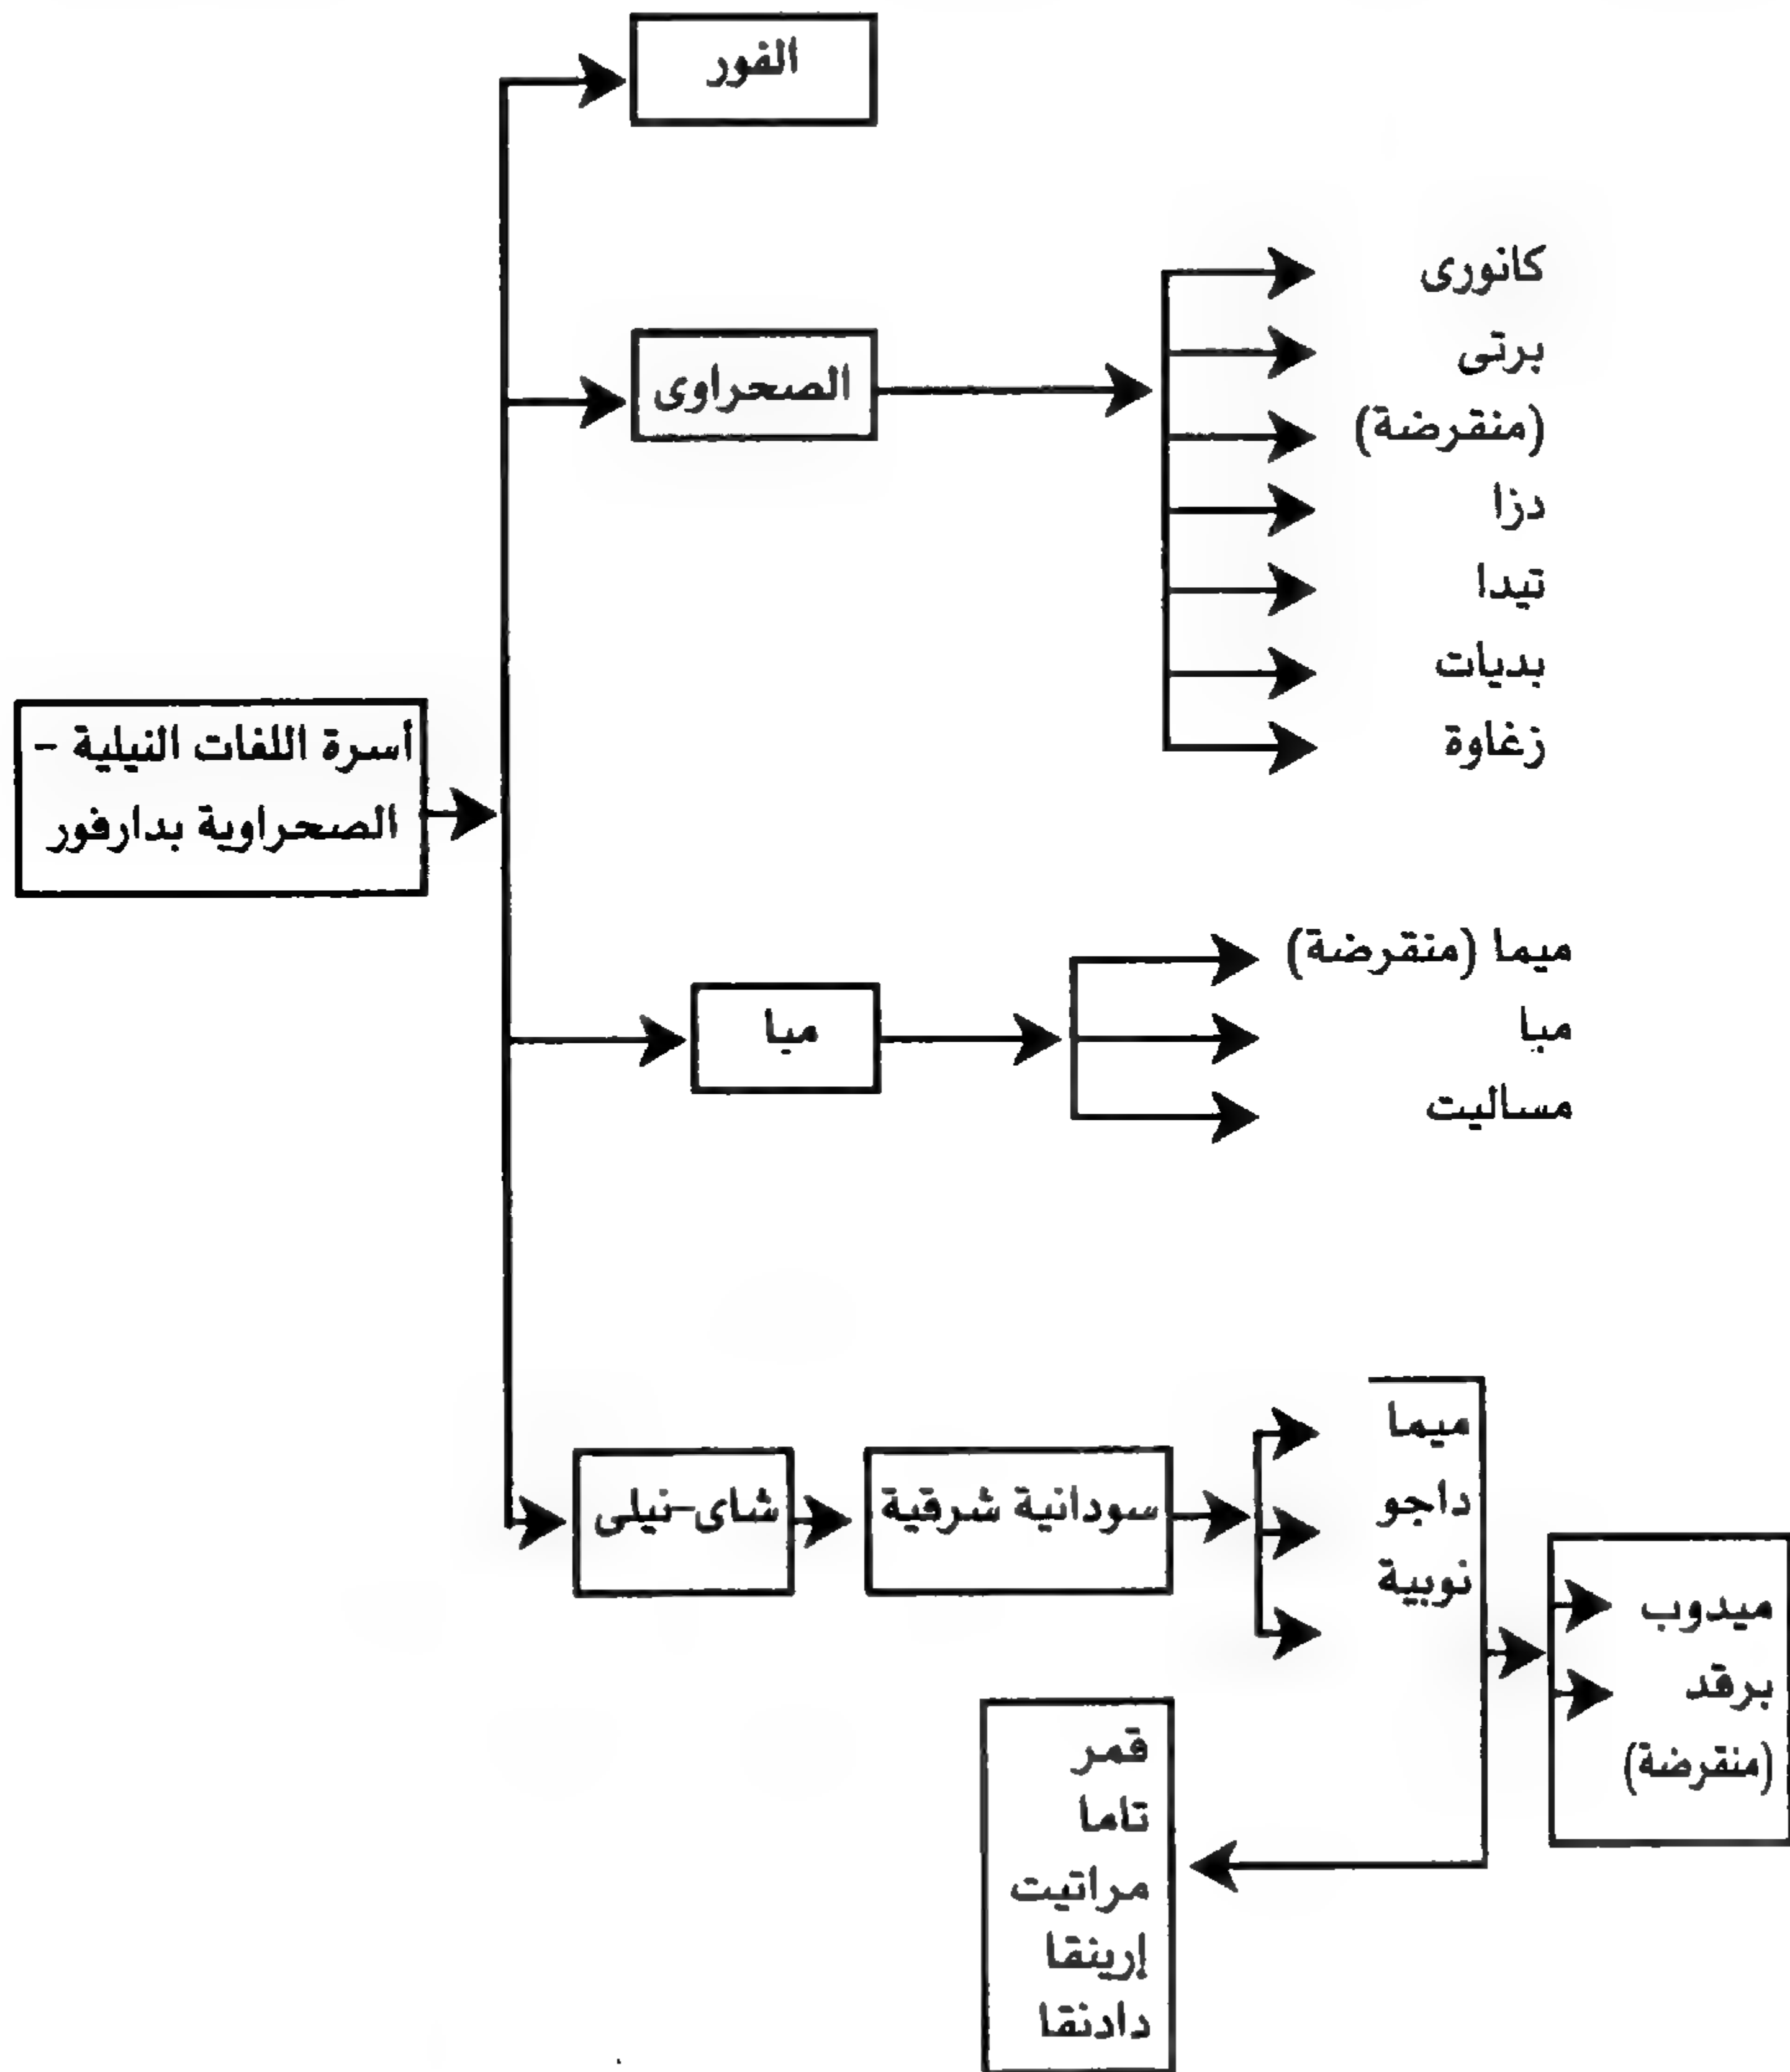 الفور
كانورى
برتى
(منقرضة)
دزا
تيدا
بديات
زغاوة
الصحراوى
أسرة اللغات النيلية -
الصحراوية بدارفور
ميما (منقرضة)
مبا
مساليت
ميا
ميما
داجو
نوبية
شاى-نيلى
سودانية شرقية
ميدوب
برقد
(منقرضة)
قمر
تاما
مراتيت
إرينقا
دادنقا